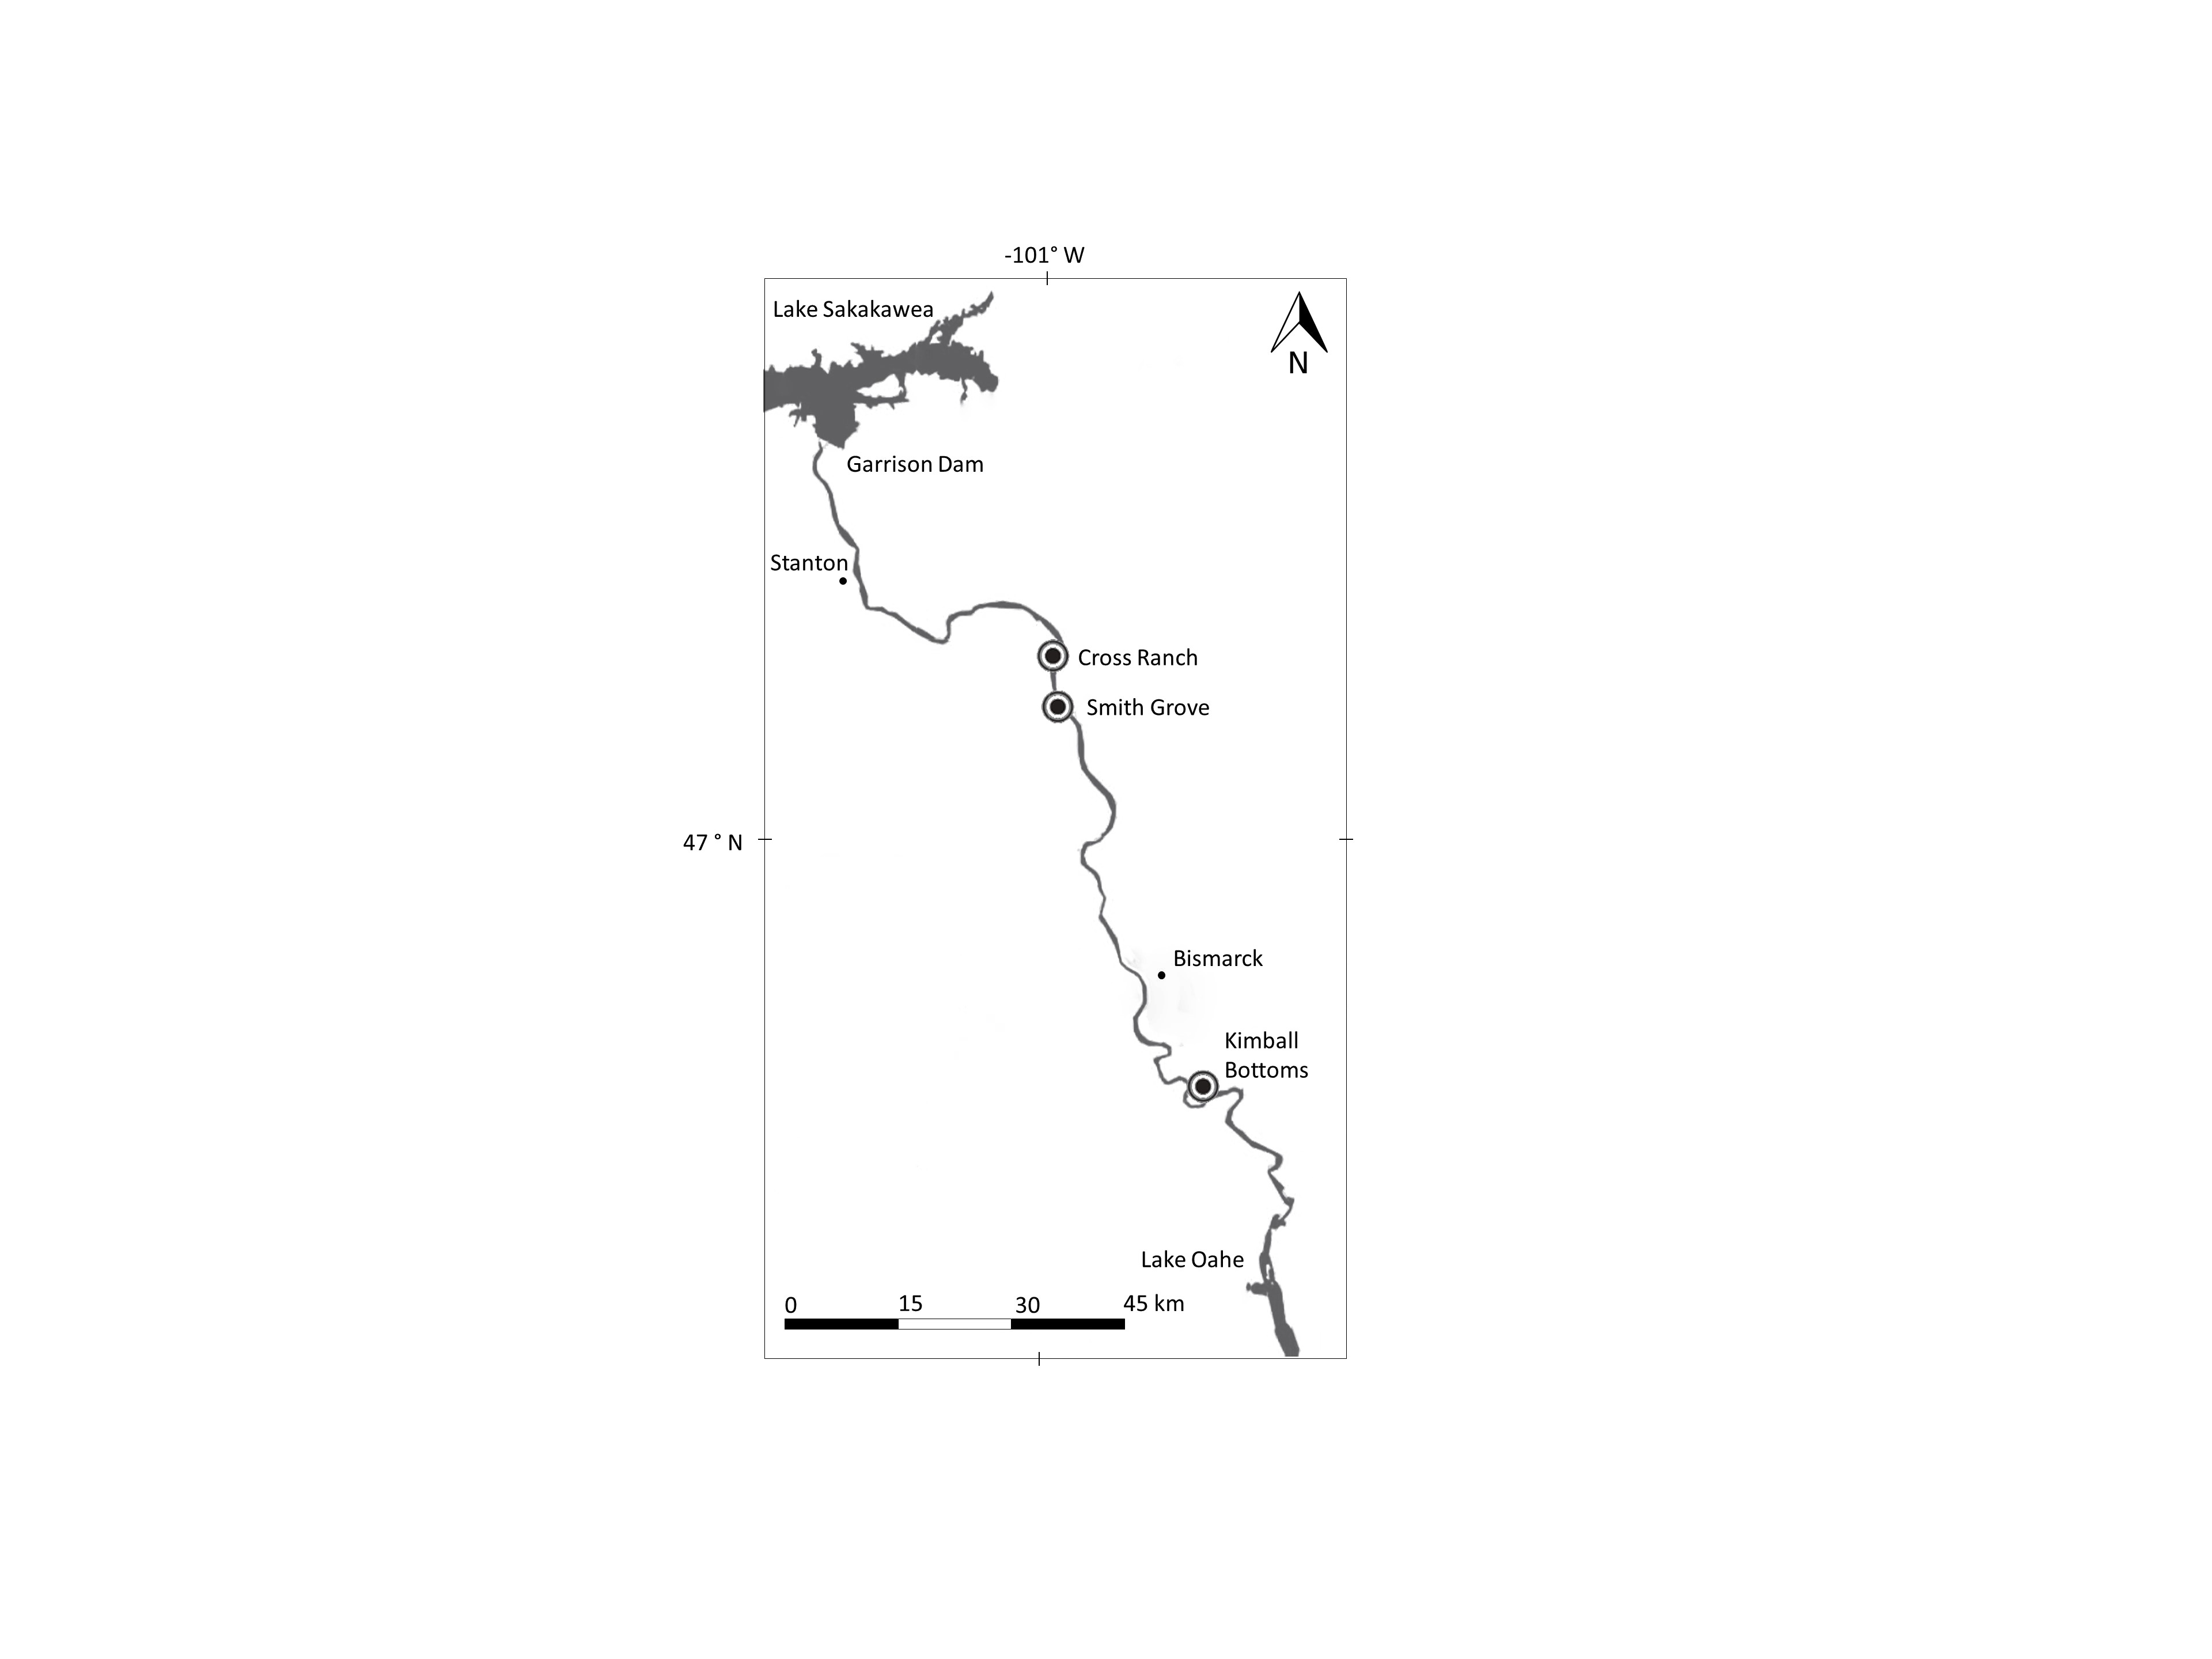 -101° W
Lake Sakakawea
N
Garrison Dam
Stanton
Cross Ranch
Smith Grove
47 ° N
Bismarck
Kimball
Bottoms
Lake Oahe
0 15 30 45 km